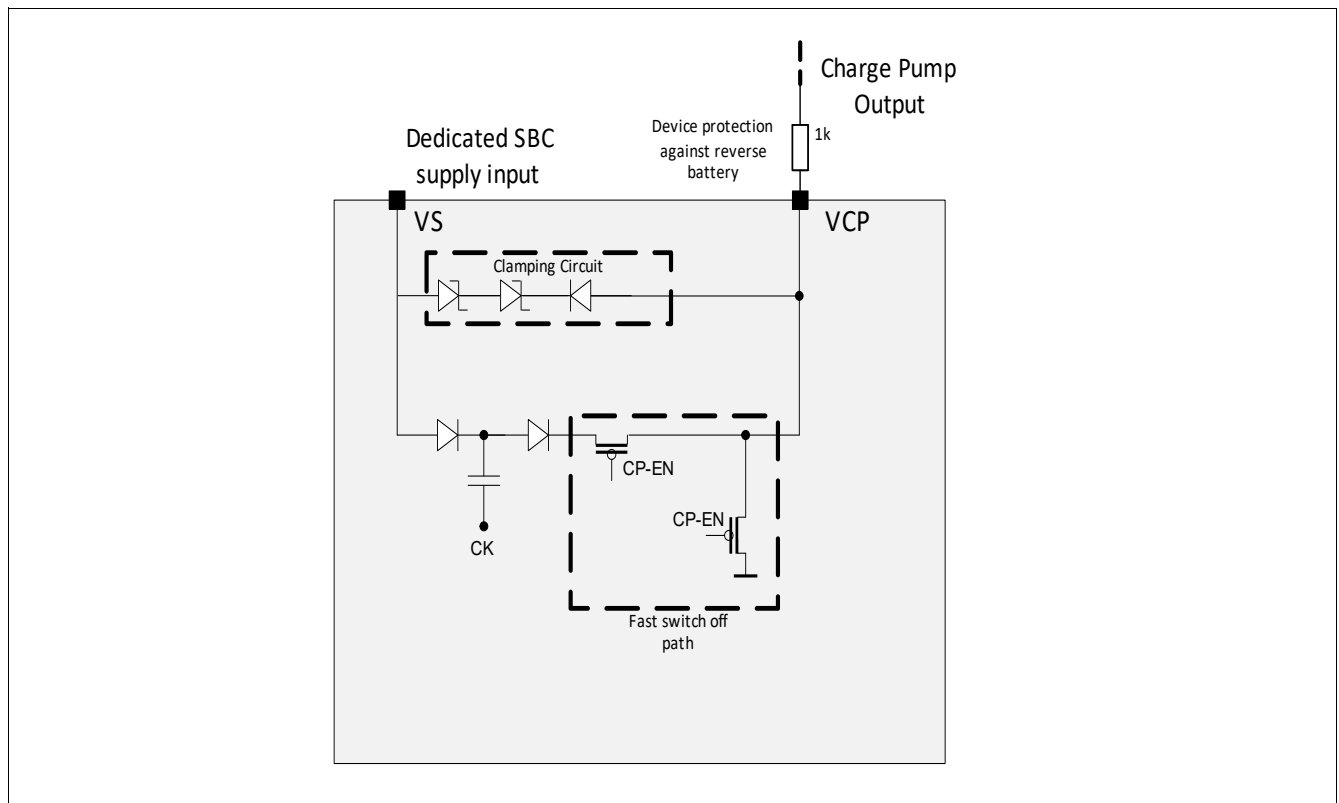 Charge Pump
Output
Device protection
against reverse
battery
1k
Dedicated SBC
supply input
VS
VCP
Clamping Circuit
CP-EN
CP-EN
CK
Fast switch off
path